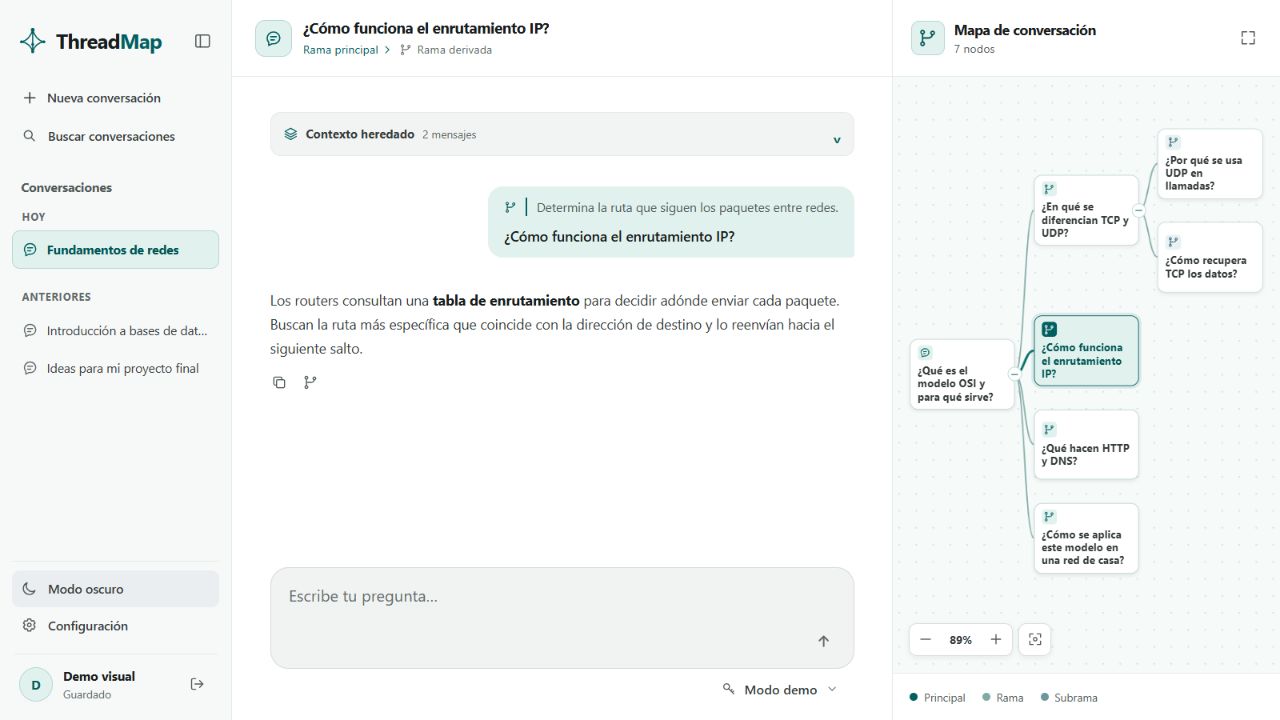 ThreadMap
Nueva conversación
Buscar conversaciones
Conversaciones
HOY
Fundamentos de redes
ANTERIORES
Introducción a bases de dat...
Ideas para mi proyecto final
Modo oscuro
Configuración
D
Demo visual
Guardado
¿Cómo funciona el enrutamiento IP?
Rama principal
Rama derivada
Contexto heredado 2 mensajes
Determina la ruta que siguen los paquetes entre redes.
¿Cómo funciona el enrutamiento IP?
Los routers consultan una tabla de enrutamiento para decidir adónde enviar cada paquete.
Buscan la ruta más específica que coincide con la dirección de destino y lo reenvían hacia el
siguiente salto.
Escribe tu pregunta...
Modo demo
Mapa de conversación
7 nodos
¿Por qué se usa
UDP en
llamadas?
¿En qué se
diferencian TCP y
UDP?
¿Cómo recupera
TCP los datos?
¿Cómo funciona
el enrutamiento
IP?
¿Qué es el
modelo OSI y
para qué sirve?
¿Qué hacen HTTP
y DNS?
¿Cómo se aplica
este modelo en
una red de casa?
89%
Principal
Rama
Subrama